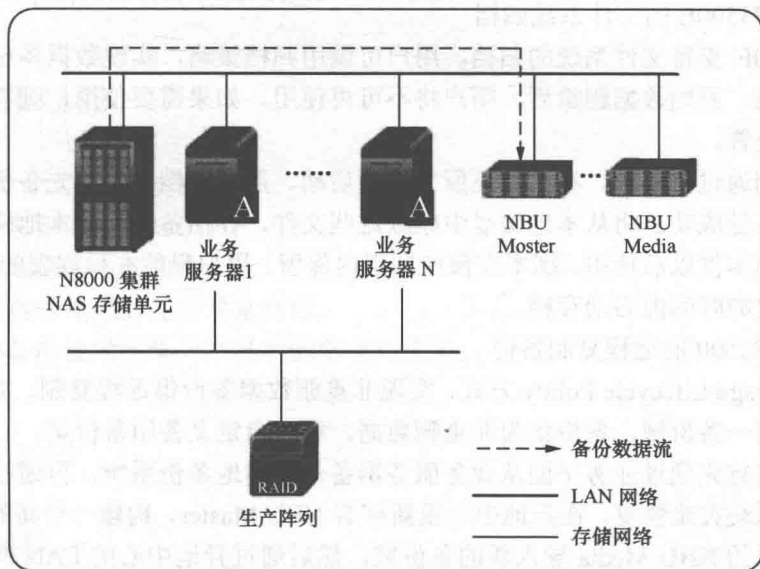 A
A
N8000 集群
NAS 存储单元
业务
服务器1
业务
服务器 N
NBU
Moster
NBU
Media
RAID
生产阵列
备份数据流
LAN 网络
存储网络